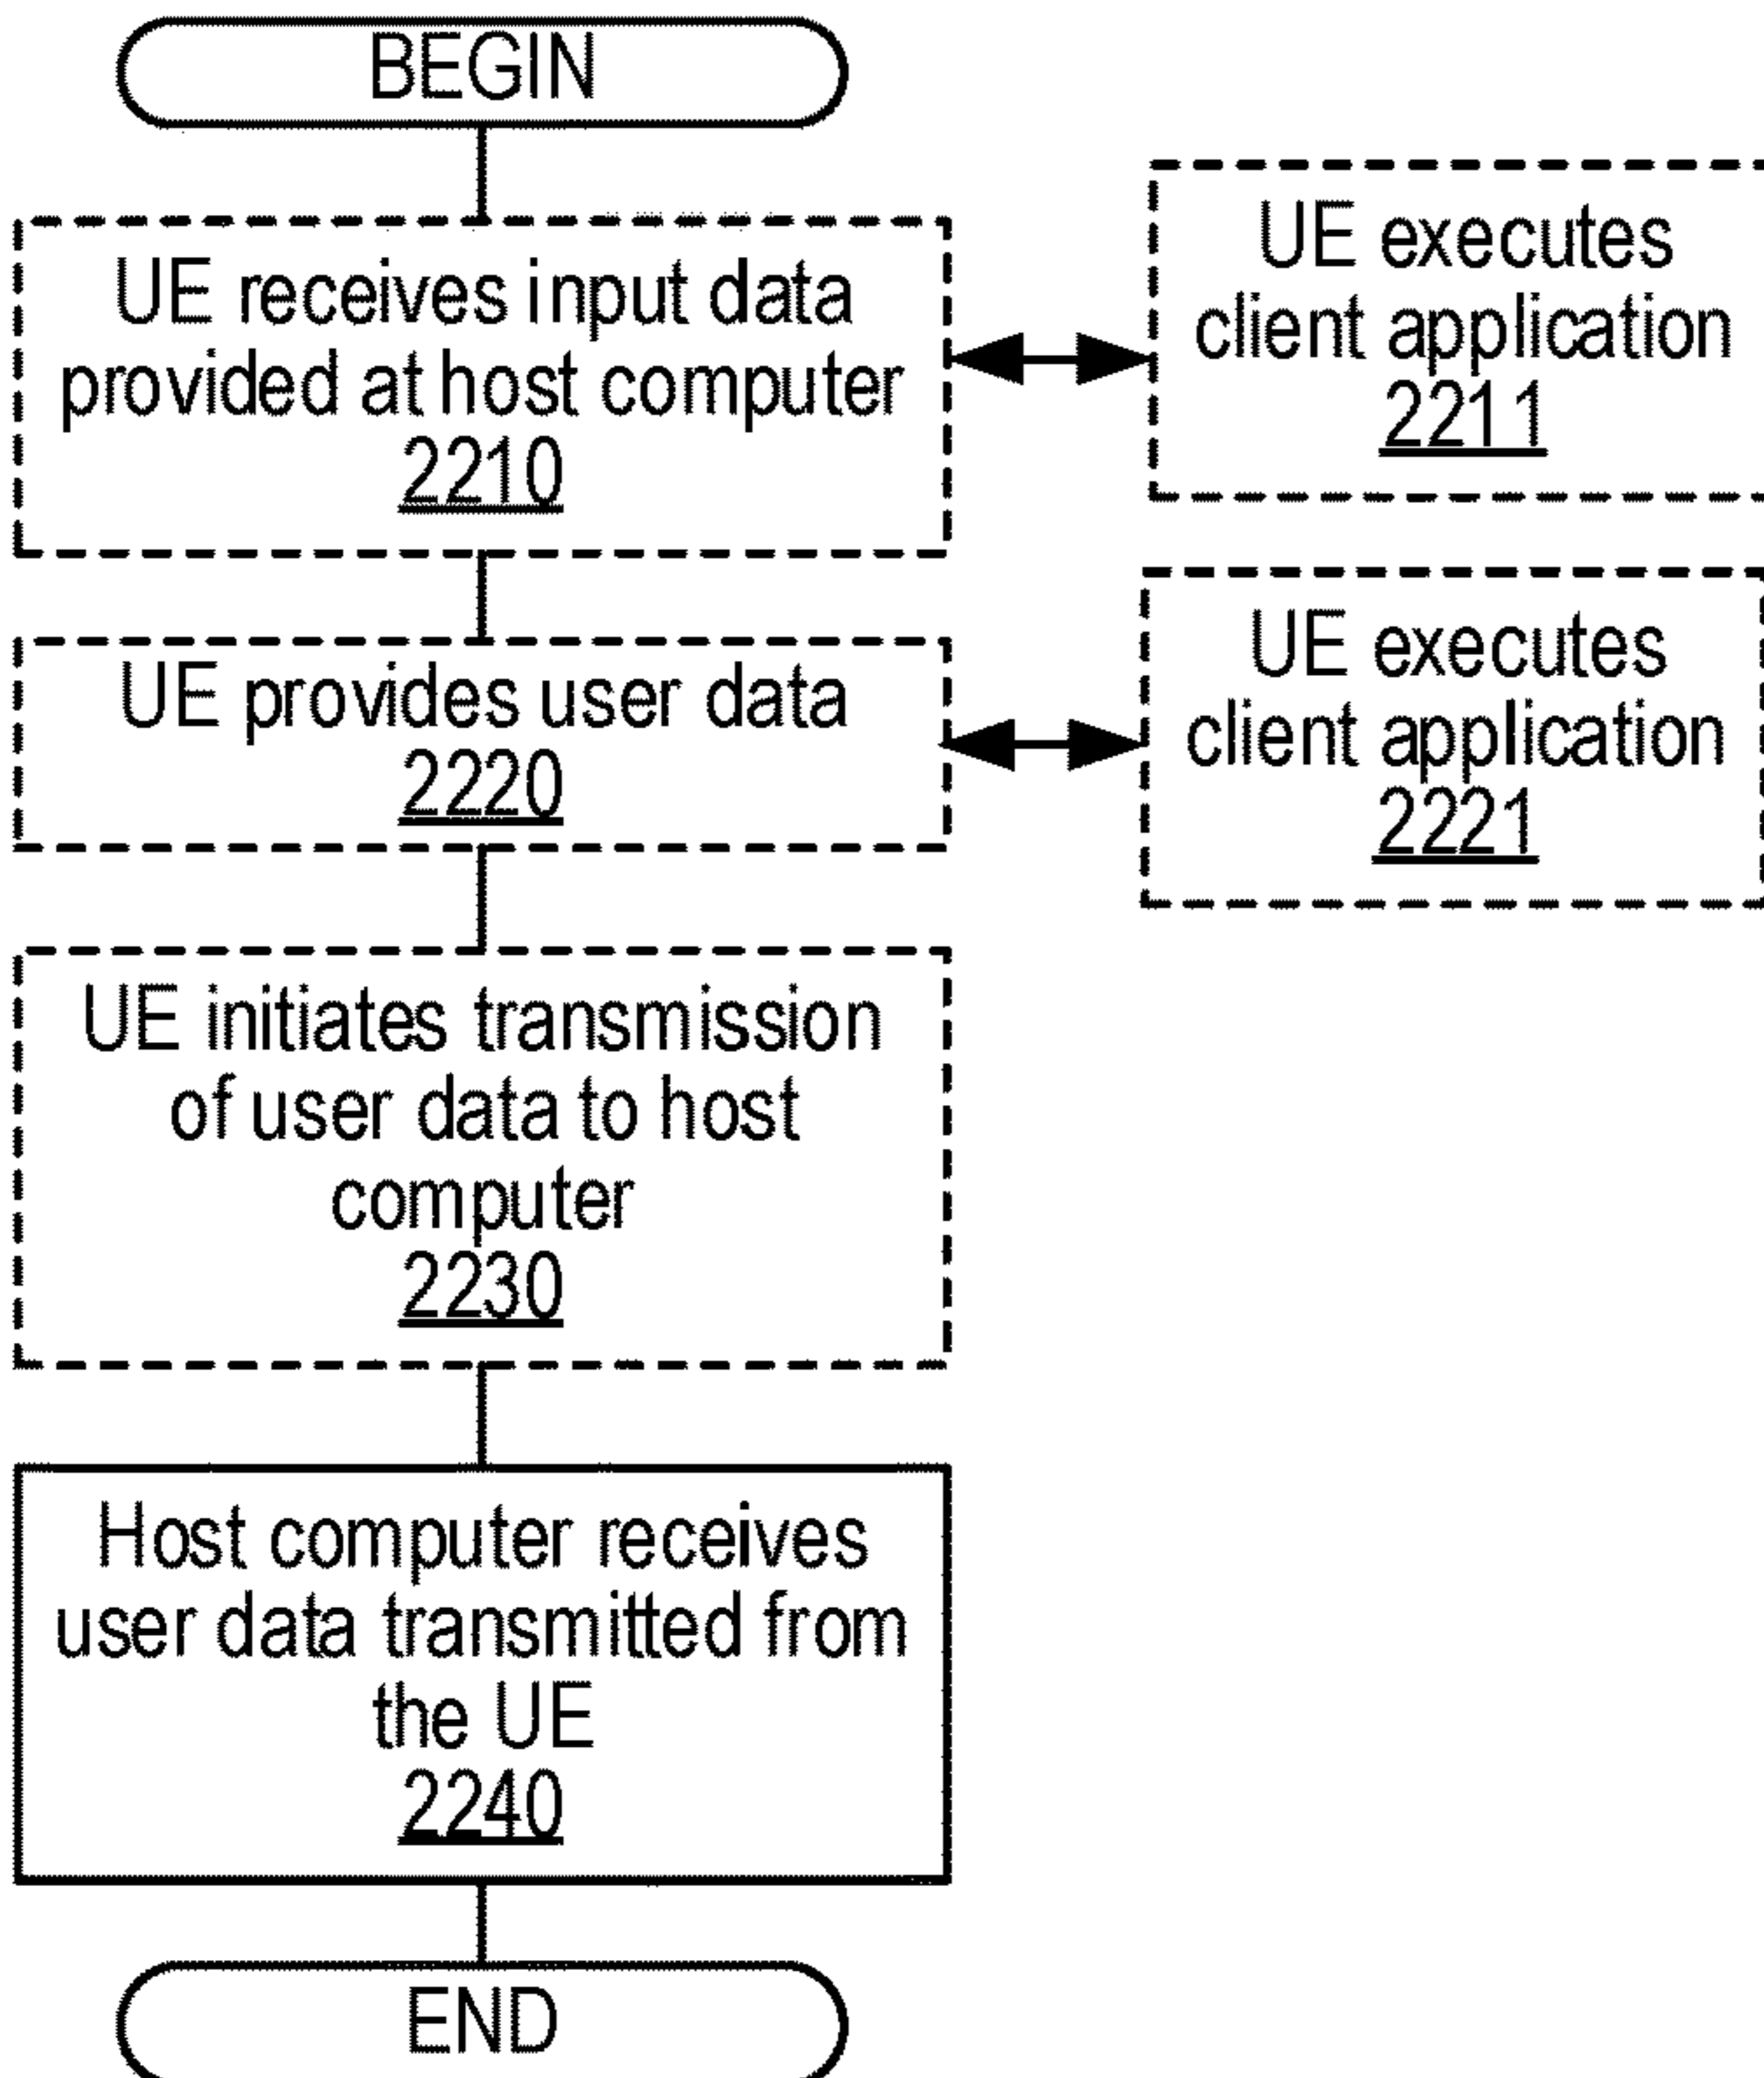 BEGIN
UE receives input data
provided at host computer
2210
UE executes
client application
2211
UE provides user data
2220
UE executes
client application
2221
UE initiates transmission
of user data to host
computer
2230
Host computer receives
user data transmitted from
the UE
2240
END